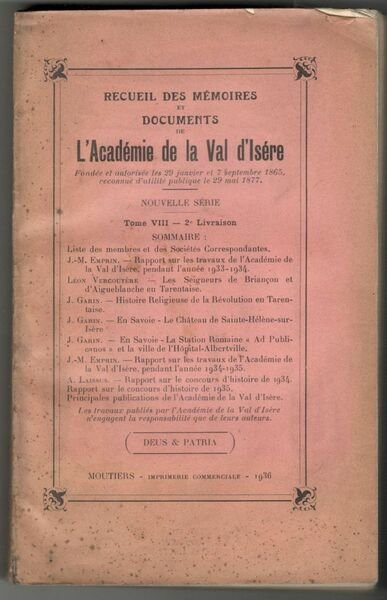 RECUEIL DES MÉMOIRES
ET
DOCUMENTS
DE
L'Académie de la Val d'Isére
Fondée et autorisée les 29 janvier et 7 Septembre 1865,
reconnue d'utilité publique le 29 mai 1877.
NOUVELLE SÉRIE
Tome VIII — 2e Livraison
SOMMAIRE :
Liste des membres et des Sociétés Correspondantes.
J.-M. EMPRIN. — Rapport sur les travaux de l'Académie de
la Val d'Isère, pendant l'année 1933-1934.
LÉON VERCOUTÈRE. — Les Seigneurs de Briançon et
d'Aigueblanche en Tarentaise.
J. GARIN. — Histoire Religieuse de la Révolution en Taren-
taise.
J. GARIN. — En Savoie - Le Château de Sainte-Hélène-sur-
Isère
J. GARIN. — En Savoie - La Station Romaine « Ad Publi-
canos » et la ville de l'Hôpital-Albertville.
J.-M. EMPRIN. — Rapport sur les travaux de l'Académie de
la Val d'Isère, pendant l'année 1934-1935.
A. LAISSUS. — Rapport sur le concours d'histoire de 1934.
Rapport sur le concours d'histoire de 1935.
Principales publications de l'Académie de la Val d'Isère.
Les travaux publiés par l'Académie de la Val d'Isère
n'engagent la responsabilité que de leurs auteurs.
DEUS & PATRIA
MOUTIERS - IMPRIMERIE COMMERCIALE - 1936